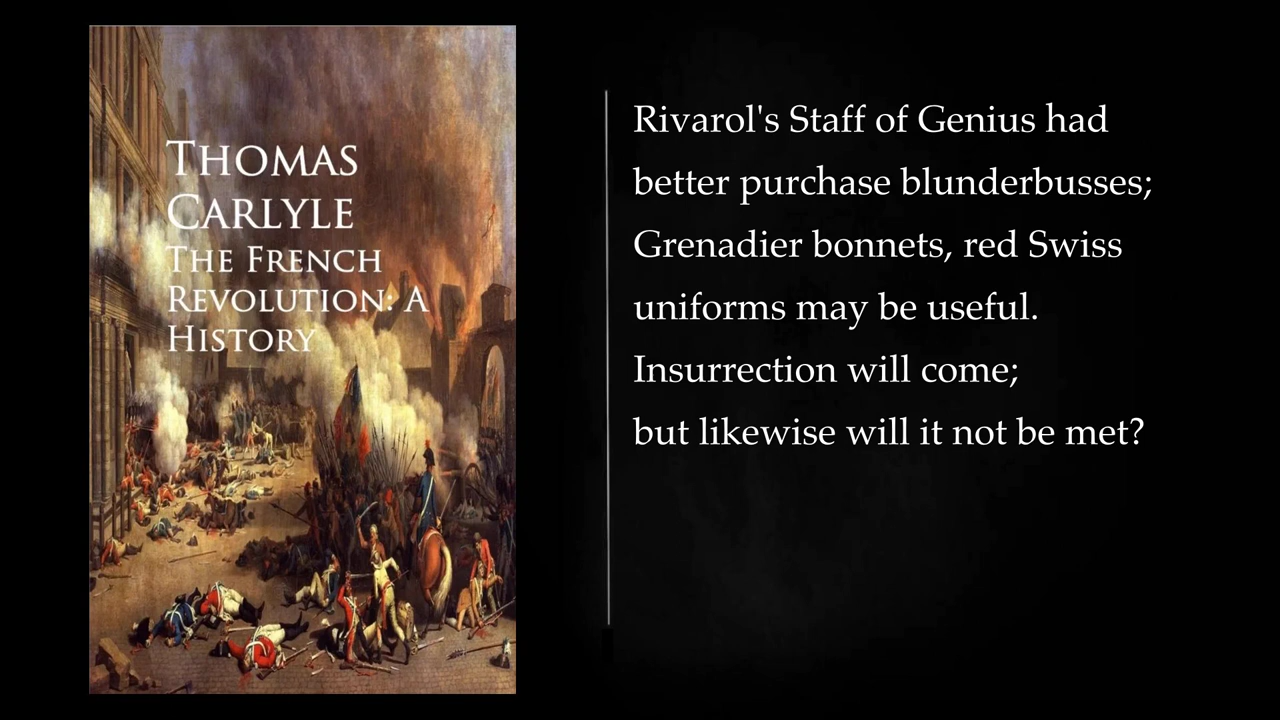 THOMAS
CARLYLE
THE FRENCH
REVOLUTION: A
HISTORY
Rivarol's Staff of Genius had
better purchase blunderbusses;
Grenadier bonnets, red Swiss
uniforms may be useful.
Insurrection will come;
but likewise will it not be met?